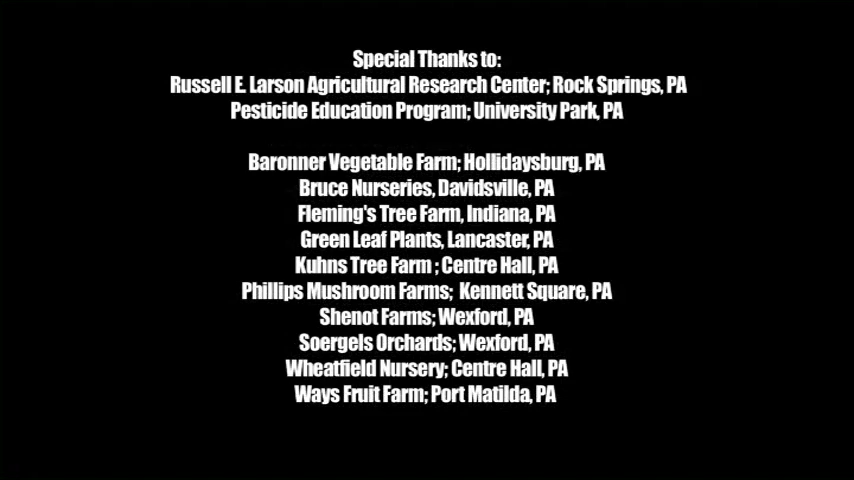 Special Thanks to:
Russell E. Larson Agricultural Research Center; Rock Springs, PA
Pesticide Education Program; University Park, PA
Baronner Vegetable Farm; Hollidaysburg, PA
Bruce Nurseries, Davidsville, PA
Fleming's Tree Farm, Indiana, PA
Green Leaf Plants, Lancaster, PA
Kuhns Tree Farm ; Centre Hall, PA
Phillips Mushroom Farms;  Kennett Square, PA
Shenot Farms; Wexford, PA
Soergels Orchards; Wexford, PA
Wheatfield Nursery; Centre Hall, PA
Ways Fruit Farm; Port Matilda, PA